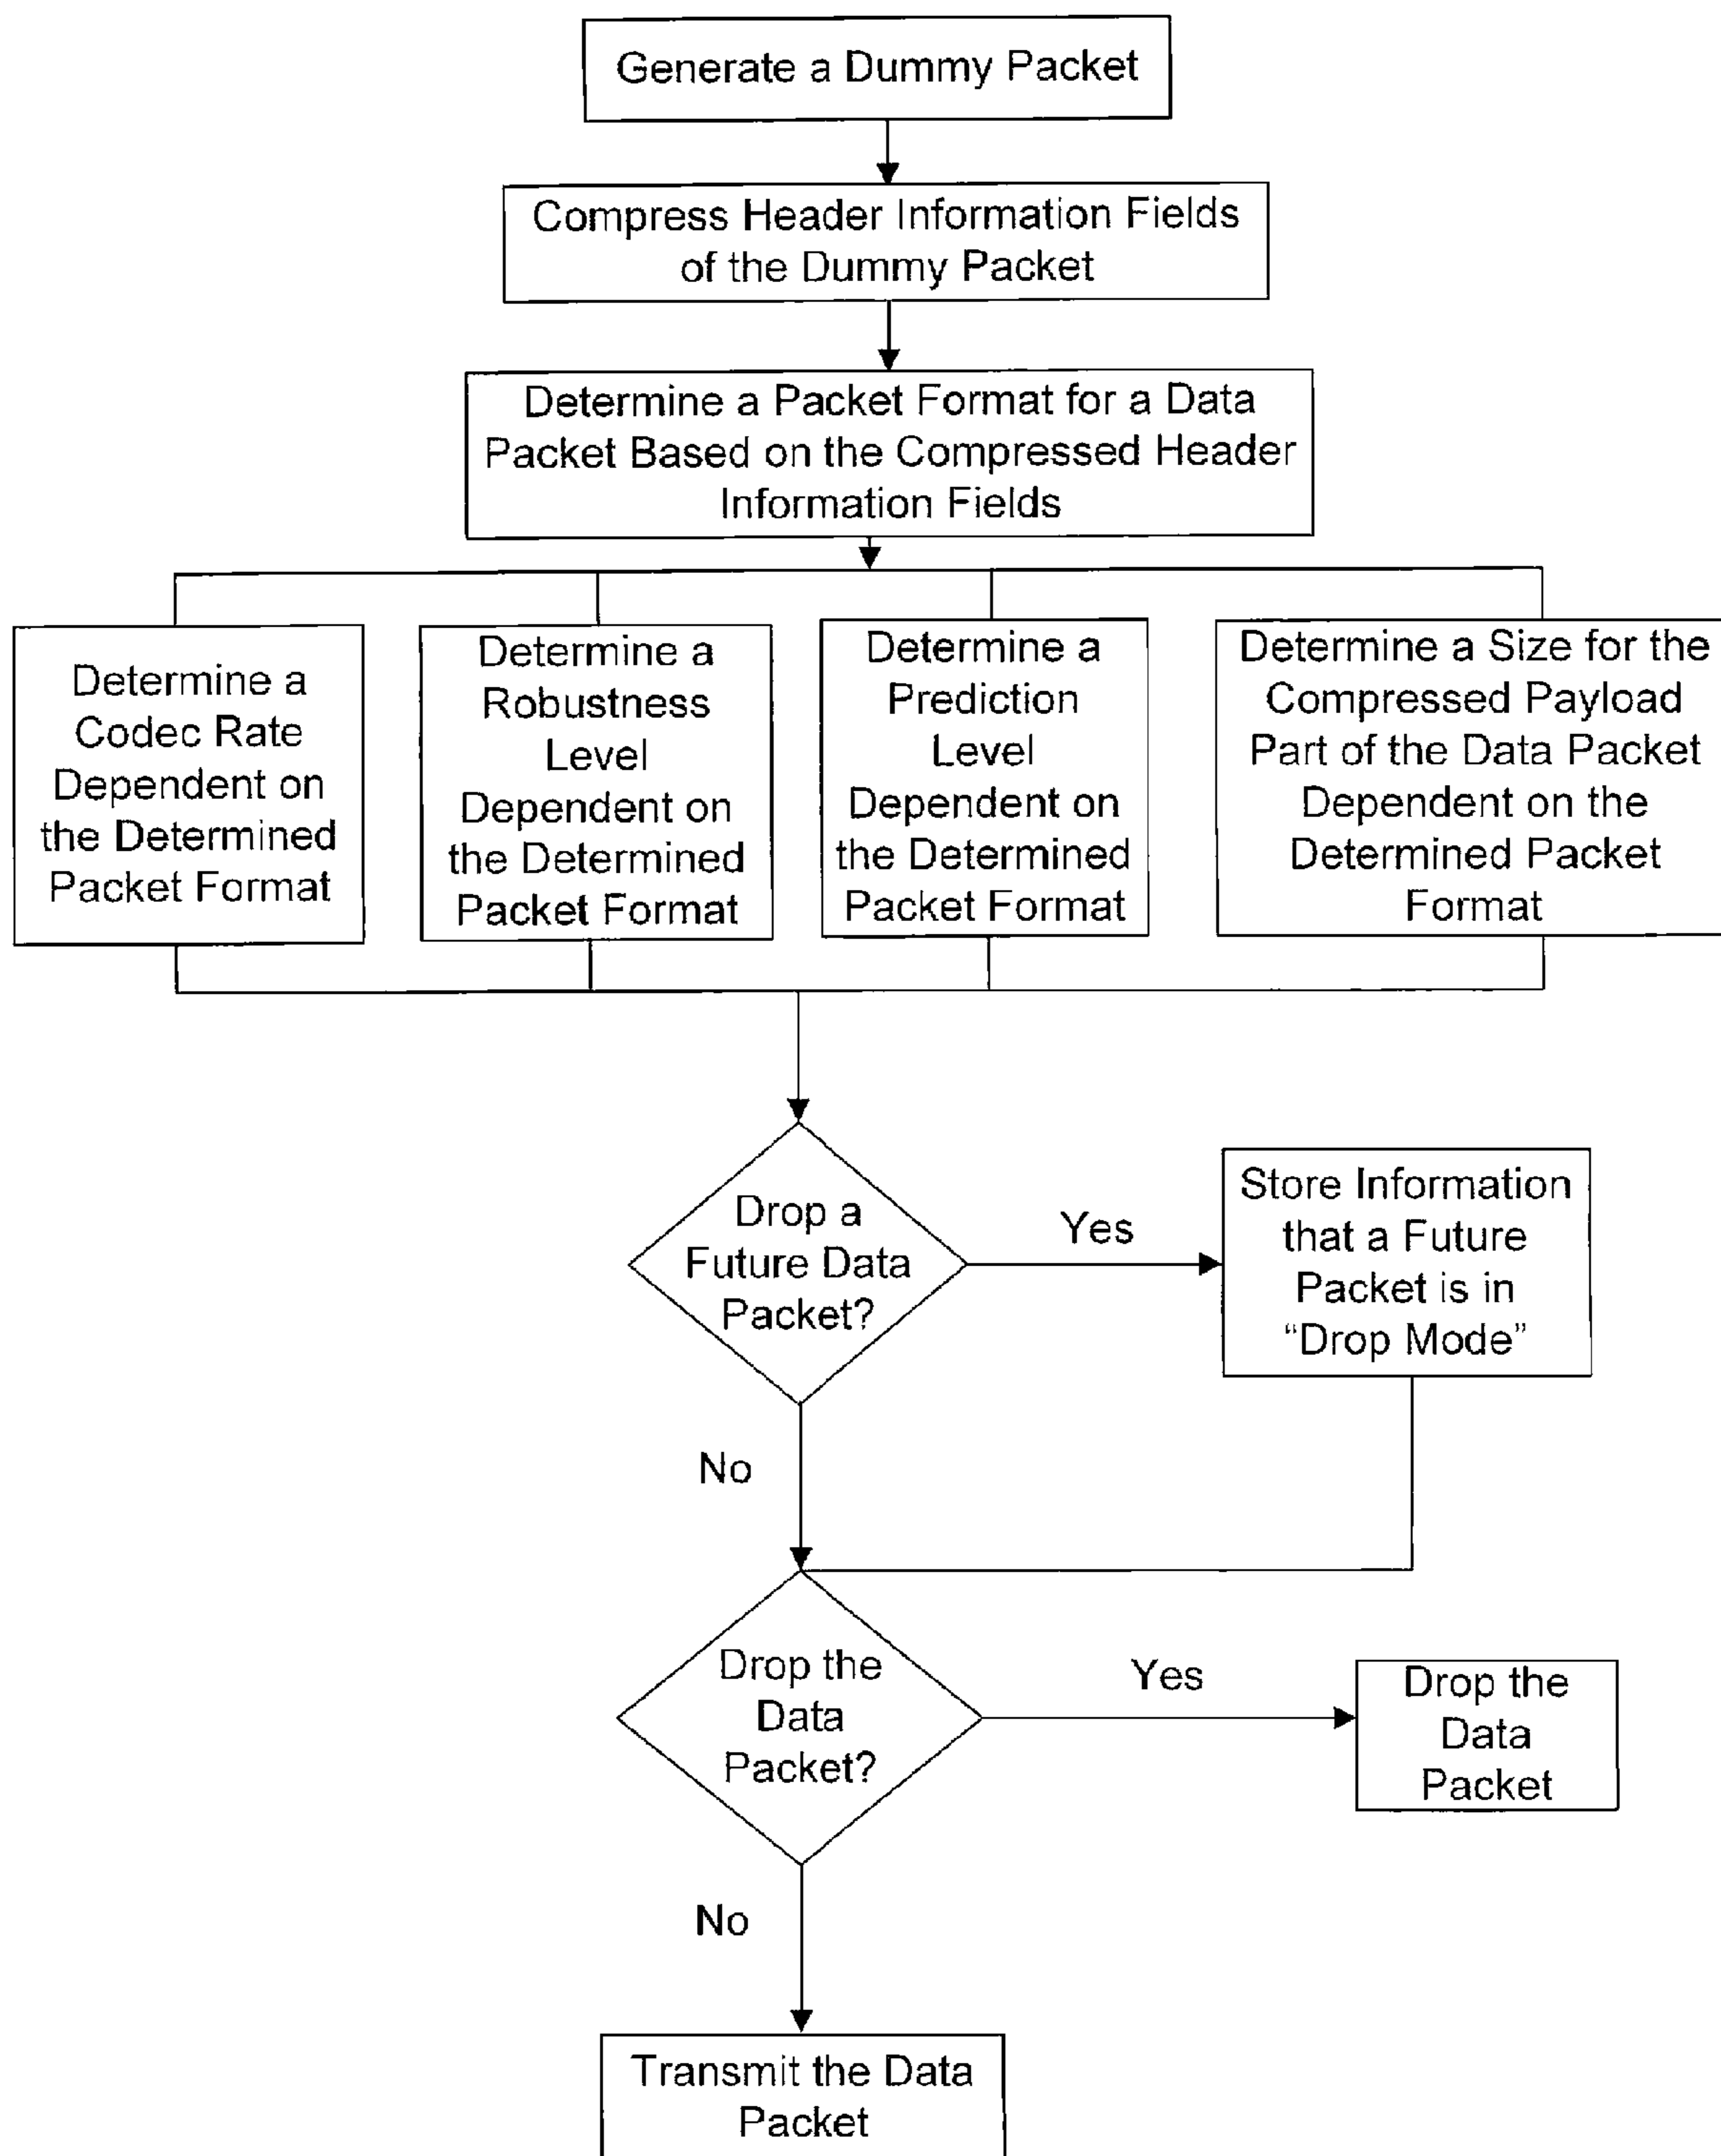 Generate a Dummy Packet
Compress Header Information Fields
of the Dummy Packet
Determine a Packet Format for a Data
Packet Based on the Compressed Header
Information Fields
Determine a
Codec Rate
Dependent on
the Determined
Packet Format
Determine a
Robustness
Level
Dependent on
the Determined
Packet Format
Determine a
Prediction
Level
Dependent on
the Determined
Packet Format
Determine a Size for the
Compressed Payload
Part of the Data Packet
Dependent on the
Determined Packet
Format
Drop a
Future Data
Packet?
Yes
Store Information
that a Future
Packet is in
“Drop Mode”
No
Drop the
Data
Packet?
Yes
Drop the
Data
Packet
No
Transmit the Data
Packet